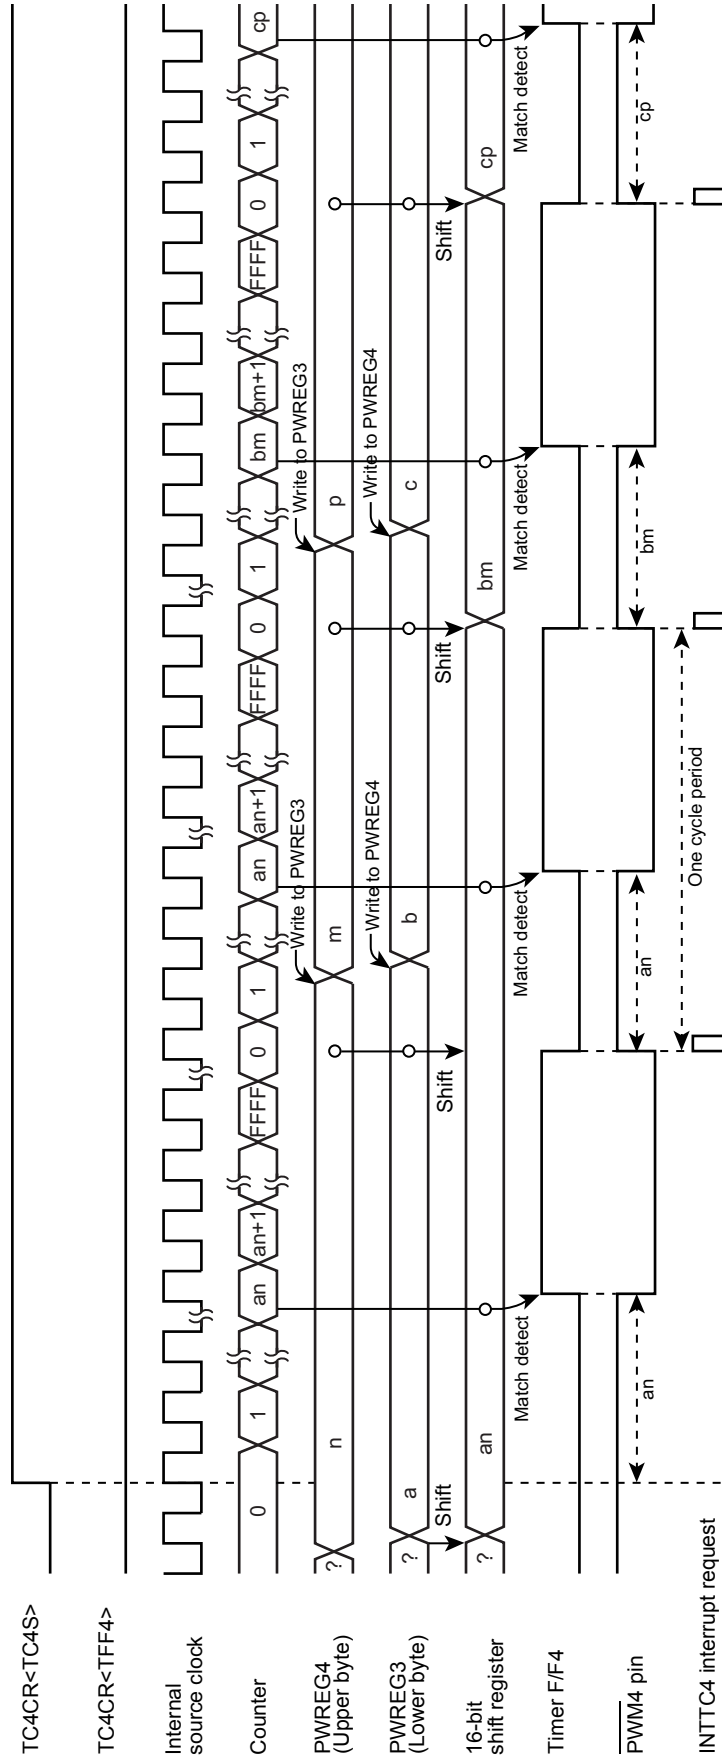 TC4CR<TC4S>
TC4CR<TFF4>
Internal
source clock
Counter
0 1 an an+1 FFFF 0 1 an an+1 FFFF 0 1 bm bm+1 FFFF 0 1 cp
Write to PWREG3 Write to PWREG3
PWREG4
(Upper byte)
? n m p
Write to PWREG4 Write to PWREG4
PWREG3
(Lower byte)
? a b c
Shift Shift Shift Shift
16-bit
shift register
? an bm cp
Match detect Match detect Match detect Match detect
Timer F/F4
PWM4 pin
an an bm cp
One cycle period
INTTC4 interrupt request